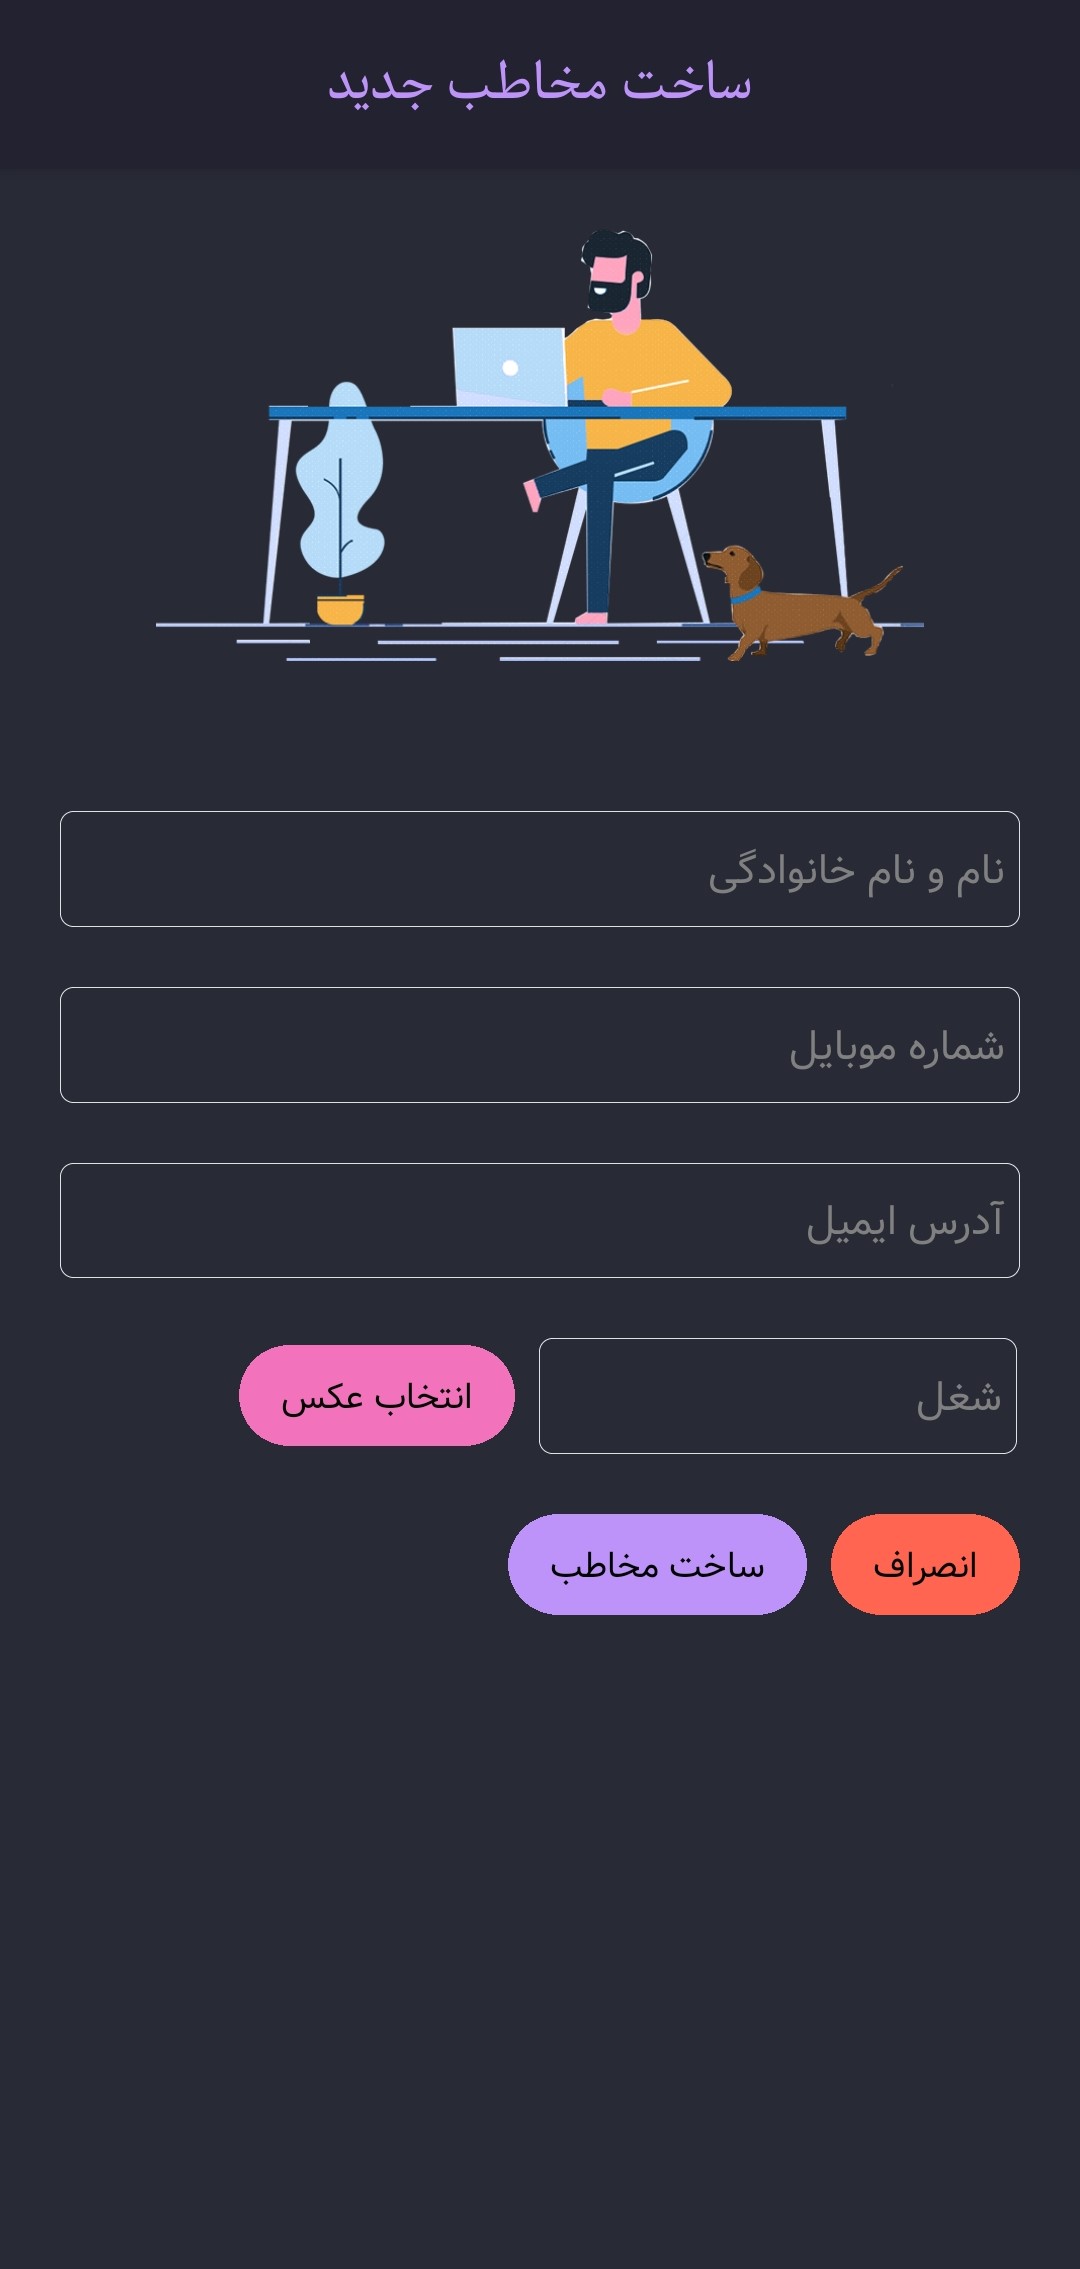 ساخت مخاطب جدید
نام و نام خانوادگی
شماره موبایل
آدرس ایمیل
شغل
انتخاب عکس
انصراف
ساخت مخاطب